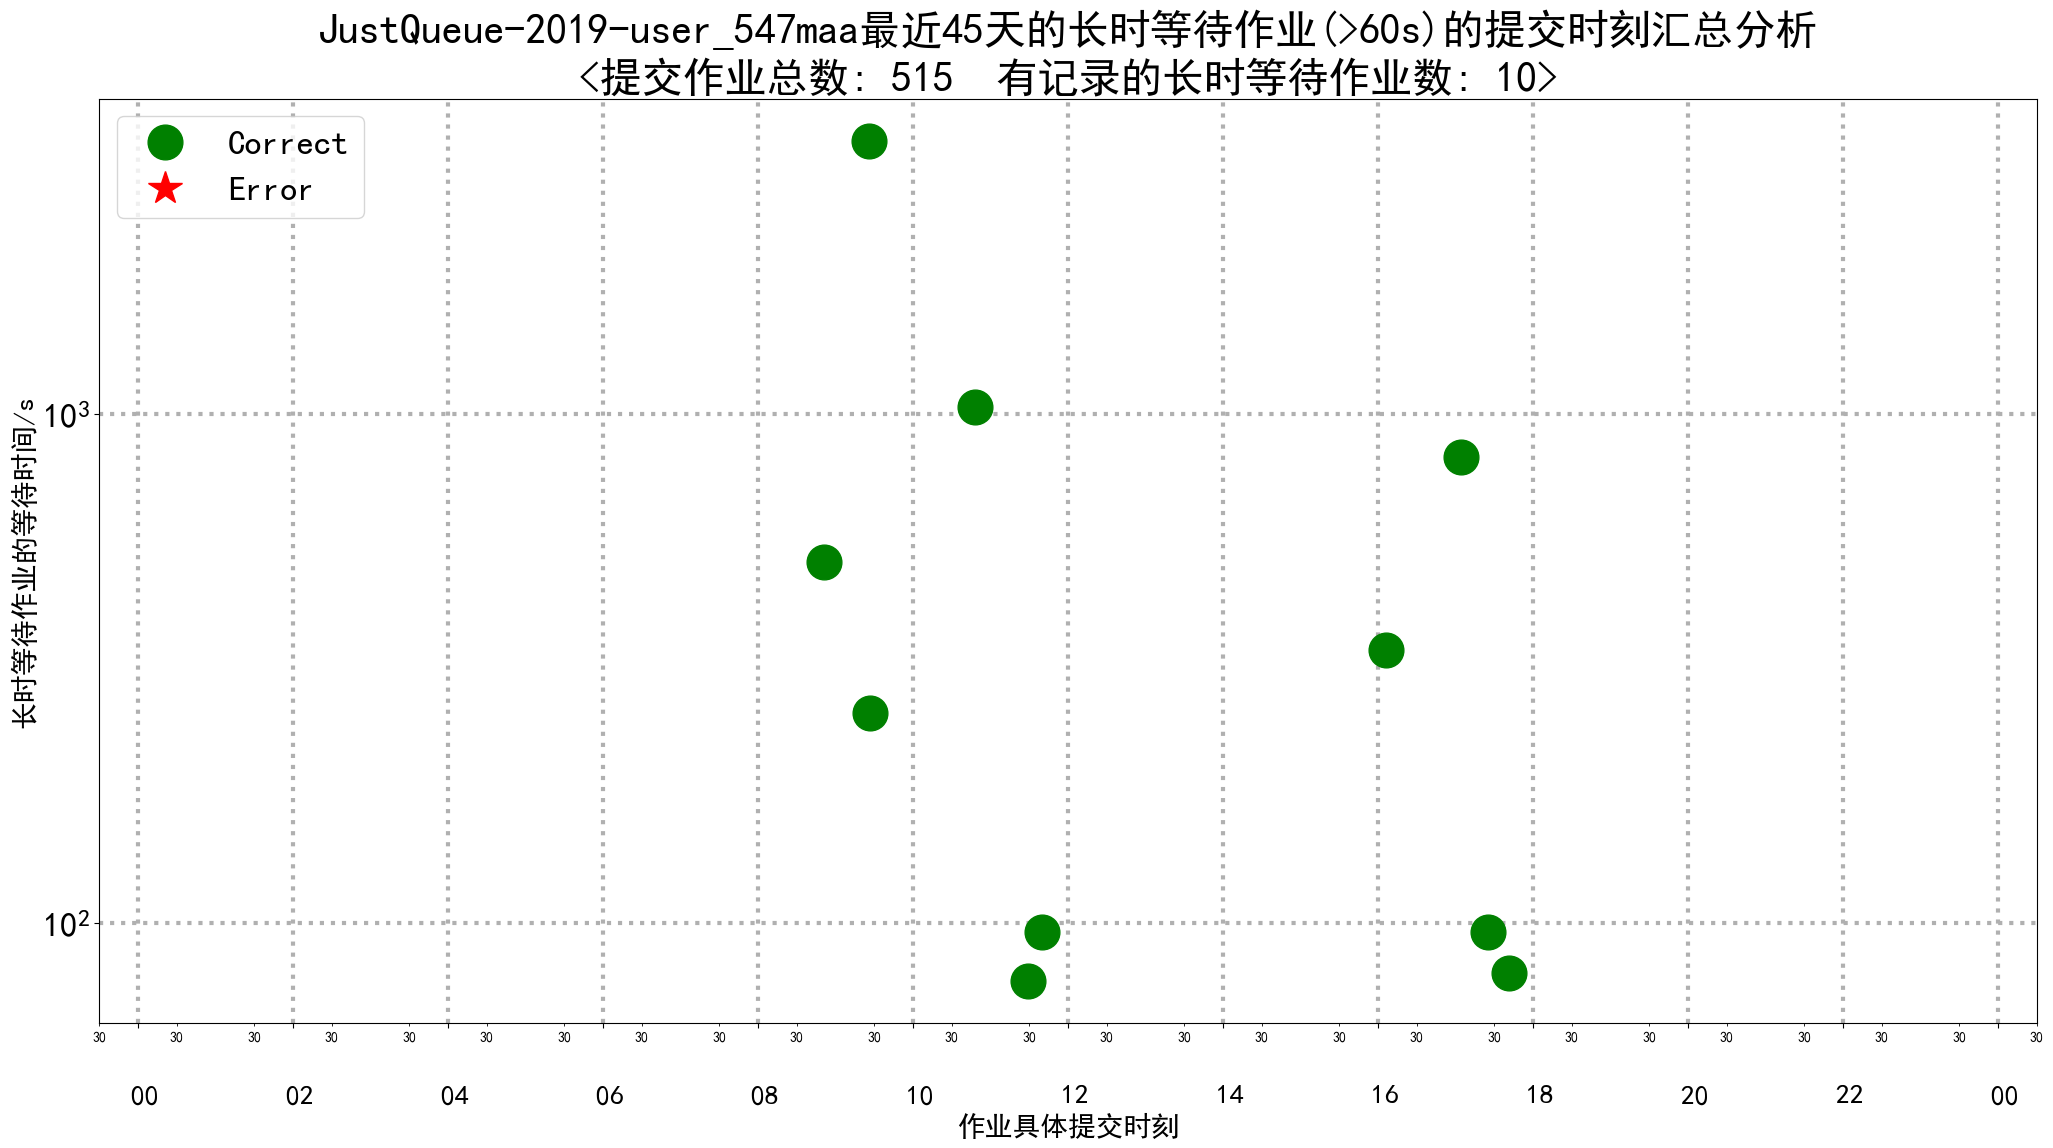 JustQueue-2019-user_547maa最近45天的长时等待作业(>60s)的提交时刻汇总分析
<提交作业总数: 515  有记录的长时等待作业数: 10>
Correct
Error
长时等待作业的等待时间/s
10³
10²
30 30 30 30 30 30 30 30 30 30 30 30 30 30 30 30 30 30 30 30 30 30 30 30 30 30
00 02 04 06 08 10 12 14 16 18 20 22 00
作业具体提交时刻